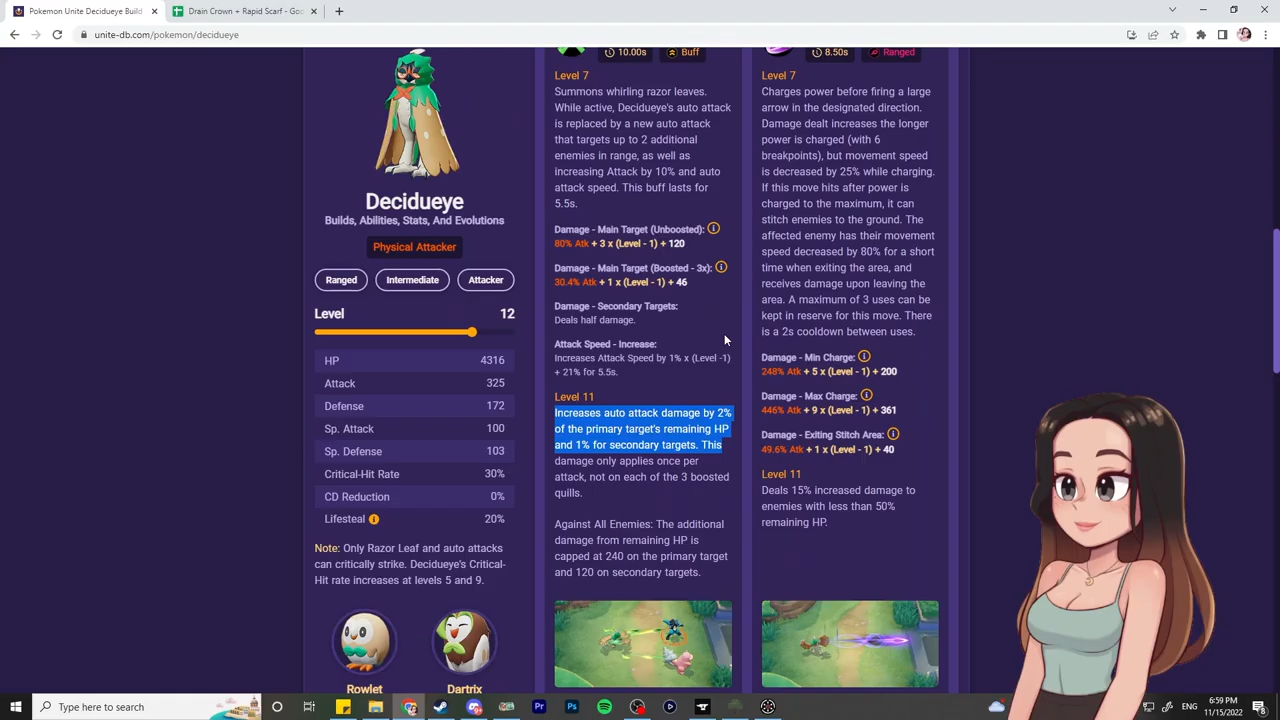 Pokemon Unite DeciduEye Build
Drain Crown + Rapid Scarf - Goo
unite-db.com/pokemon/decidueye
Decidueye
Builds, Abilities, Stats, And Evolutions
Physical Attacker
Ranged Intermediate Attacker
Level 12
HP 4316
Attack 325
Defense 172
Sp. Attack 100
Sp. Defense 103
Critical-Hit Rate 30%
CD Reduction 0%
Lifesteal 20%
Note: Only Razor Leaf and auto attacks
can critically strike. Decidueye's Critical-
Hit rate increases at levels 5 and 9.
Rowlet Dartrix
10.00s Buff
Level 7
Summons whirling razor leaves.
While active, Decidueye's auto attack
is replaced by a new auto attack
that targets up to 2 additional
enemies in range, as well as
increasing Attack by 10% and auto
attack speed. This buff lasts for
5.5s.
Damage - Main Target (Unboosted):
80% Atk + 3 x (Level - 1) + 120
Damage - Main Target (Boosted - 3x):
30.4% Atk + 1 x (Level - 1) + 46
Damage - Secondary Targets:
Deals half damage.
Attack Speed - Increase:
Increases Attack Speed by 1% x (Level -1)
+ 21% for 5.5s.
Level 11
Increases auto attack damage by 2%
of the primary target's remaining HP
and 1% for secondary targets. This
damage only applies once per
attack, not on each of the 3 boosted
quills.
Against All Enemies: The additional
damage from remaining HP is
capped at 240 on the primary target
and 120 on secondary targets.
8.50s Ranged
Level 7
Charges power before firing a large
arrow in the designated direction.
Damage dealt increases the longer
power is charged (with 6
breakpoints), but movement speed
is decreased by 25% while charging.
If this move hits after power is
charged to the maximum, it can
stitch enemies to the ground. The
affected enemy has their movement
speed decreased by 80% for a short
time when exiting the area, and
receives damage upon leaving the
area. A maximum of 3 uses can be
kept in reserve for this move. There
is a 2s cooldown between uses.
Damage - Min Charge:
248% Atk + 5 x (Level - 1) + 200
Damage - Max Charge:
446% Atk + 9 x (Level - 1) + 361
Damage - Exiting Stitch Area:
49.6% Atk + 1 x (Level - 1) + 40
Level 11
Deals 15% increased damage to
enemies with less than 50%
remaining HP.
Type here to search
ENG
6:59 PM
11/15/2022